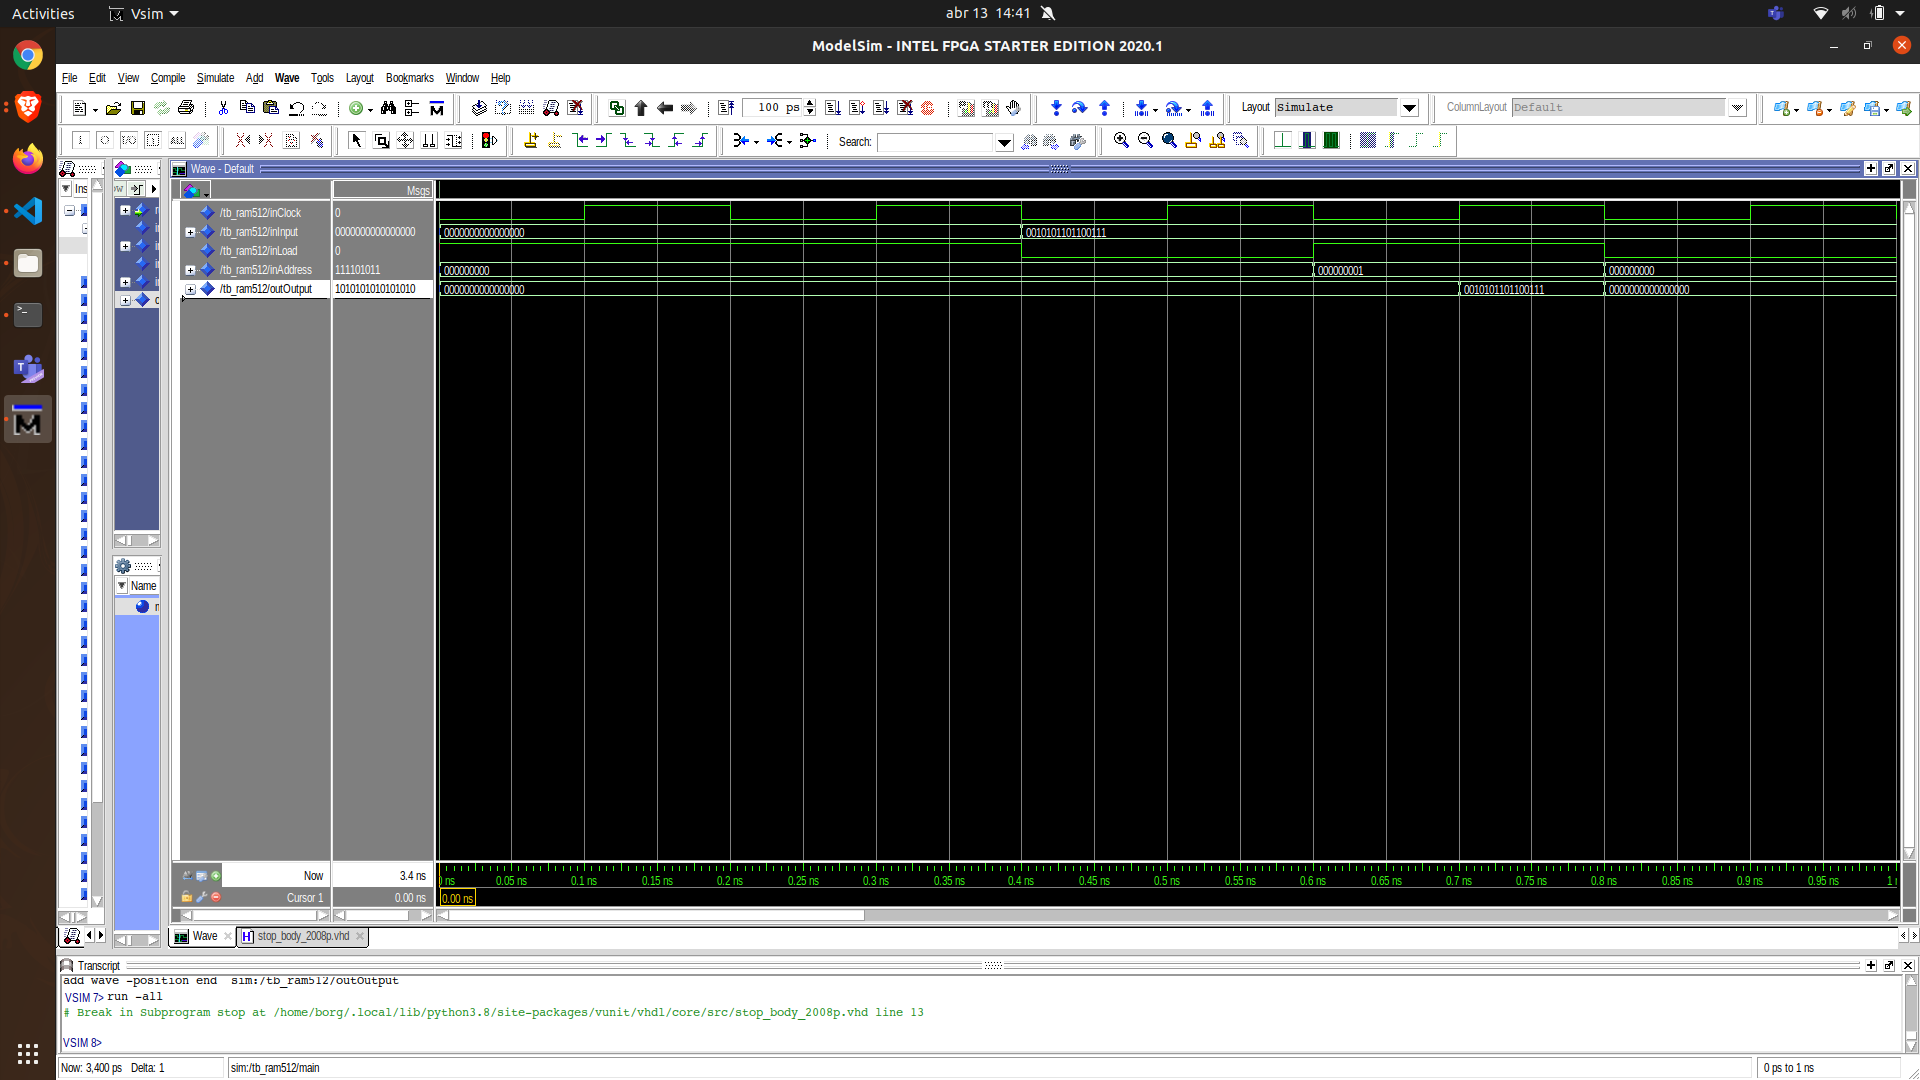 Activities Vsim abr 13 14:41
ModelSim - INTEL FPGA STARTER EDITION 2020.1
File Edit View Compile Simulate Add Wave Tools Layout Bookmarks Window Help
100 ps Layout Simulate ColumnLayout Default
Search:
Wave - Default
Ins
Msgs
/tb_ram512/inClock 0
/tb_ram512/inInput 0000000000000000 0000000000000000 0010101101100111
/tb_ram512/inLoad 0
/tb_ram512/inAddress 111101011 000000000 000000001 000000000
/tb_ram512/outOutput 1010101010101010 0000000000000000 0010101101100111 0000000000000000
Name
Now 3.4 ns
ns 0.05 ns 0.1 ns 0.15 ns 0.2 ns 0.25 ns 0.3 ns 0.35 ns 0.4 ns 0.45 ns 0.5 ns 0.55 ns 0.6 ns 0.65 ns 0.7 ns 0.75 ns 0.8 ns 0.85 ns 0.9 ns 0.95 ns 1
Cursor 1 0.00 ns 0.00 ns
Wave stop_body_2008p.vhd
Transcript
add wave -position end sim:/tb_ram512/outOutput
VSIM 7> run -all
# Break in Subprogram stop at /home/borg/.local/lib/python3.8/site-packages/vunit/vhdl/core/src/stop_body_2008p.vhd line 13
VSIM 8>
Now: 3,400 ps Delta: 1 sim:/tb_ram512/main 0 ps to 1 ns